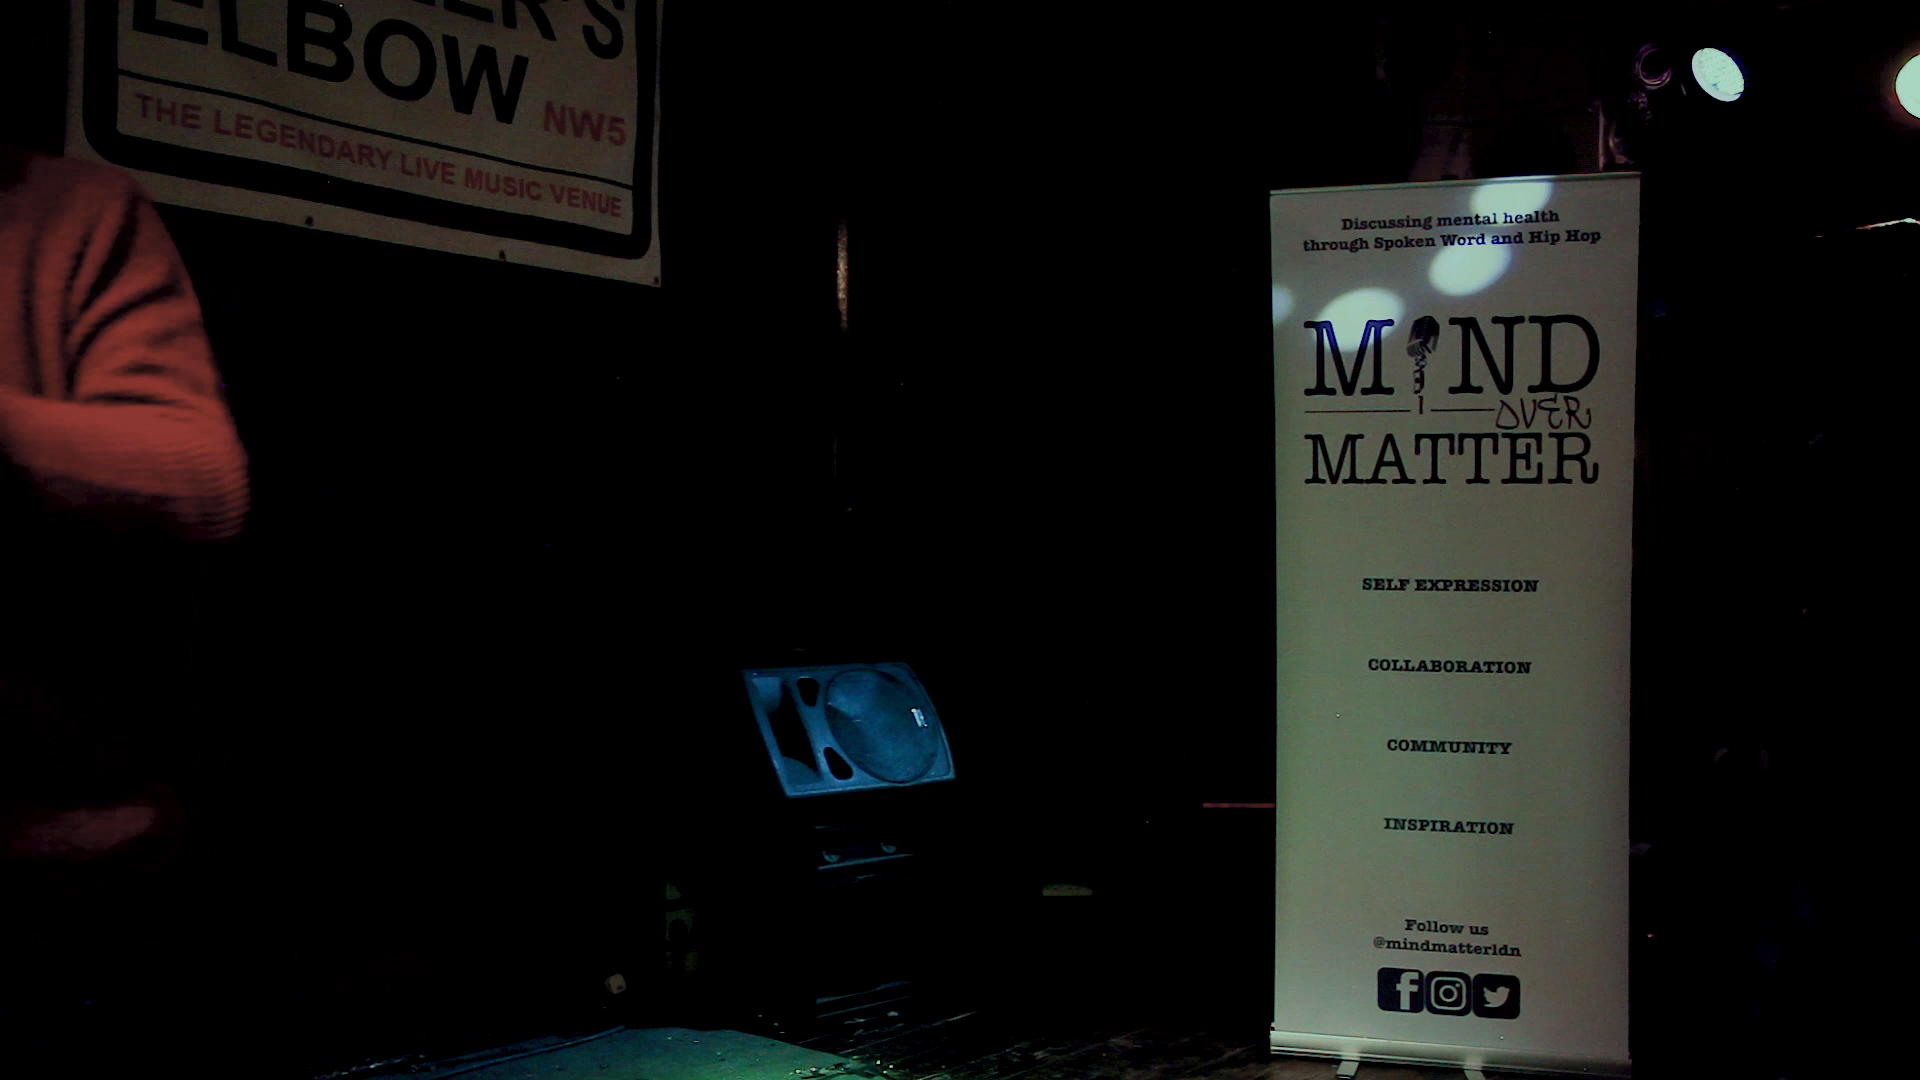 ELBOW NW5
THE LEGENDARY LIVE MUSIC VENUE
Discussing mental health
through Spoken Word and Hip Hop
MIND
OVER
MATTER
SELF EXPRESSION
COLLABORATION
COMMUNITY
INSPIRATION
Follow us
@mindmatterldn